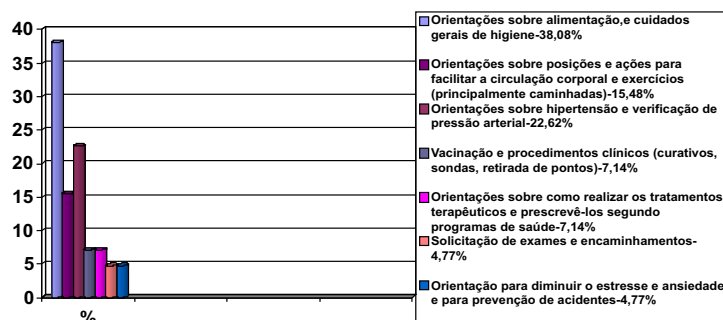 40
35
30
25
20
15
10
5
0
%
Orientações sobre alimentação,e cuidados
gerais de higiene-38,08%
Orientações sobre posições e ações para
facilitar a circulação corporal e exercícios
(principalmente caminhadas)-15,48%
Orientações sobre hipertensão e verificação de
pressão arterial-22,62%
Vacinação e procedimentos clínicos (curativos,
sondas, retirada de pontos)-7,14%
Orientações sobre como realizar os tratamentos
terapêuticos e prescrevê-los segundo
programas de saúde-7,14%
Solicitação de exames e encaminhamentos-
4,77%
Orientação para diminuir o estresse e ansiedade
e para prevenção de acidentes-4,77%